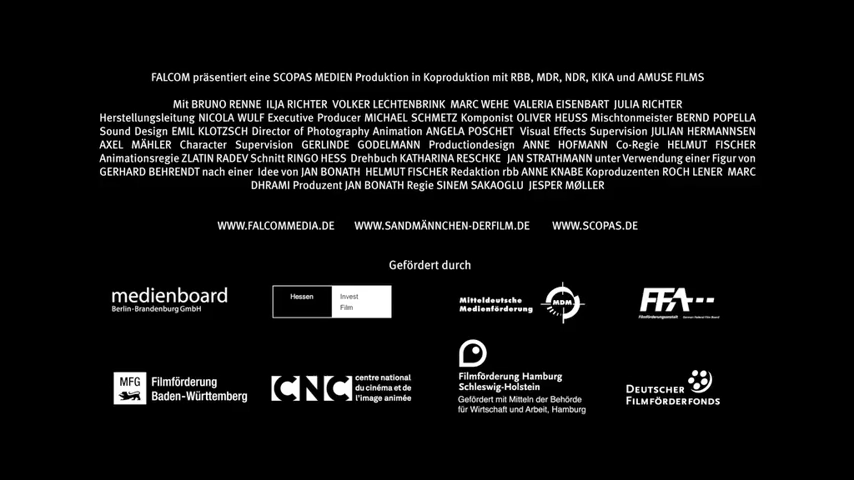 FALCOM präsentiert eine SCOPAS MEDIEN Produktion in Koproduktion mit RBB, MDR, NDR, KIKA und AMUSE FILMS
Mit BRUNO RENNE ILJA RICHTER VOLKER LECHTENBRINK MARC WEHE VALERIA EISENBART JULIA RICHTER
Herstellungsleitung NICOLA WULF Executive Producer MICHAEL SCHMETZ Komponist OLIVER HEUSS Mischtonmeister BERND POPELLA
Sound Design EMIL KLOTZSCH Director of Photography Animation ANGELA POSCHET Visual Effects Supervision JULIAN HERMANNSEN
AXEL MÄHLER Character Supervision GERLINDE GODELMANN Productiondesign ANNE HOFMANN Co-Regie HELMUT FISCHER
Animationsregie ZLATIN RADEV Schnitt RINGO HESS Drehbuch KATHARINA RESCHKE JAN STRATHMANN unter Verwendung einer Figur von
GERHARD BEHRENDT nach einer Idee von JAN BONATH HELMUT FISCHER Redaktion rbb ANNE KNABE Koproduzenten ROCH LENER MARC
DHRAMI Produzent JAN BONATH Regie SINEM SAKAOGLU JESPER MØLLER
WWW.FALCOMMEDIA.DE WWW.SANDMÄNNCHEN-DERFILM.DE WWW.SCOPAS.DE
Gefördert durch
medienboard
Berlin-Brandenburg GmbH
Hessen Invest
Film
Mitteldeutsche
Medienförderung
MDM
FFA
Filmförderungsanstalt German Federal Film Board
MFG Filmförderung
Baden-Württemberg
CNC centre national
du cinéma et de
l'image animée
Filmförderung Hamburg
Schleswig-Holstein
Gefördert mit Mitteln der Behörde
für Wirtschaft und Arbeit, Hamburg
DEUTSCHER
FILMFÖRDERFONDS